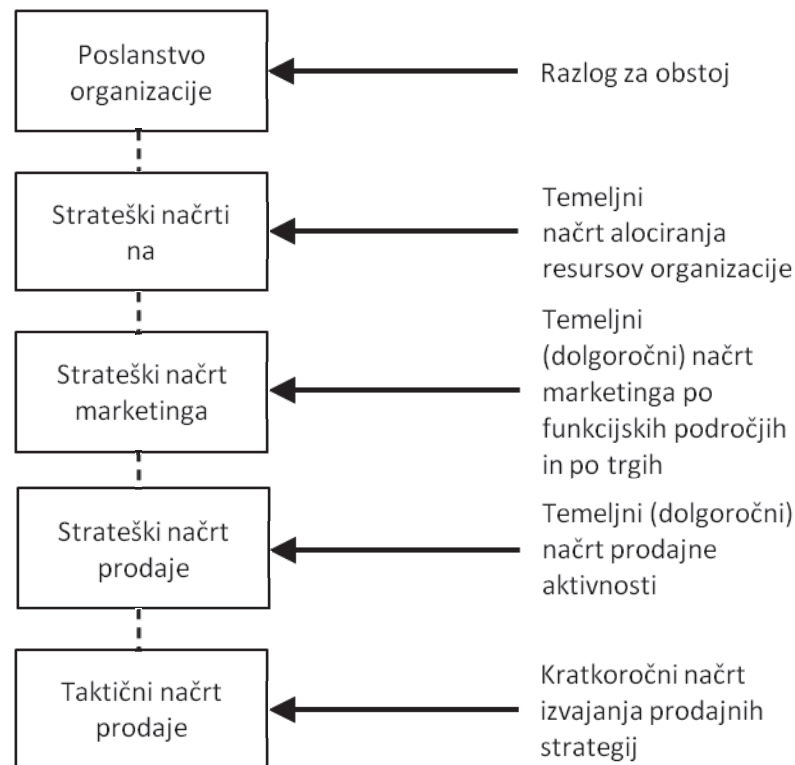 Poslanstvo
organizacije
Razlog za obstoj
Strateški načrti
na
Temeljni
načrt alociranja
resursov organizacije
Strateški načrt
marketinga
Temeljni
(dolgoročni) načrt
marketinga po
funkcijskih področjih
in po trgih
Strateški načrt
prodaje
Temeljni (dolgoročni)
načrt prodajne
aktivnosti
Taktični načrt
prodaje
Kratkoročni načrt
izvajanja prodajnih
strategij